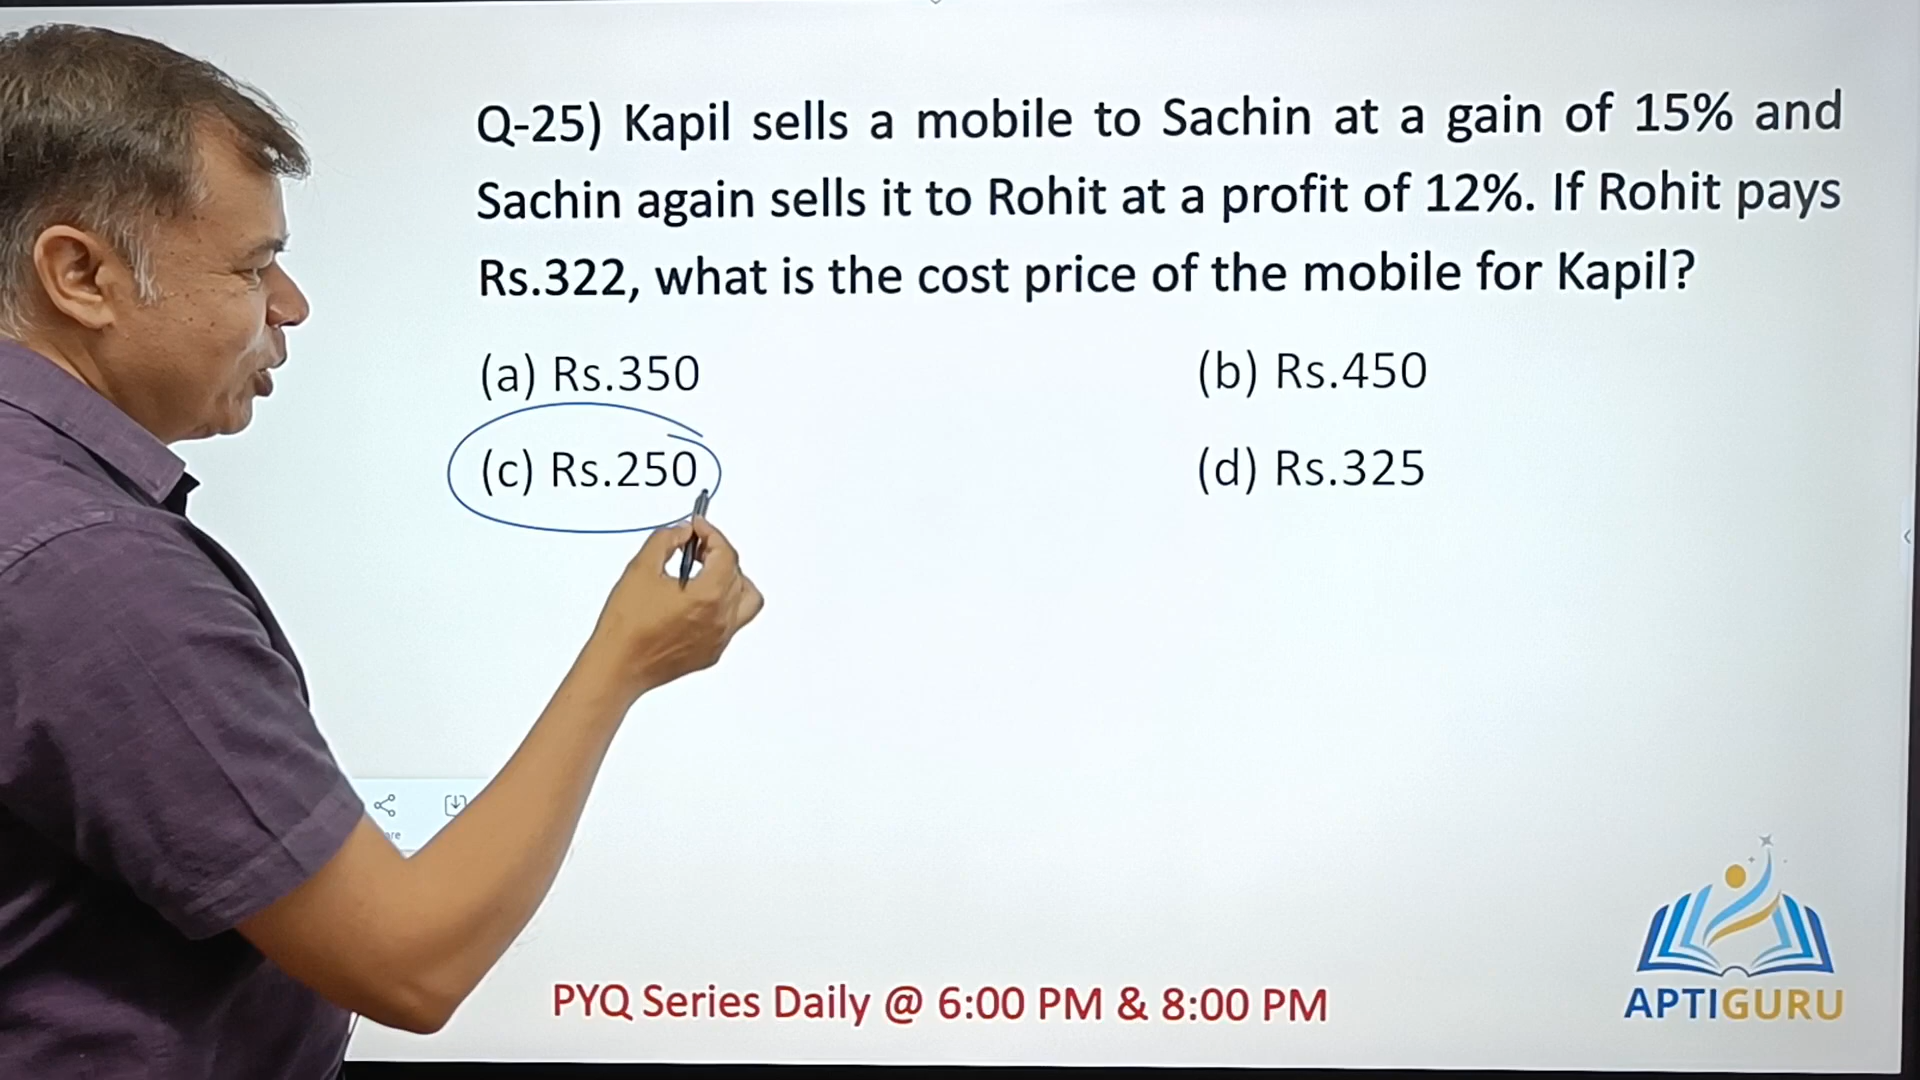 Q-25) Kapil sells a mobile to Sachin at a gain of 15% and
Sachin again sells it to Rohit at a profit of 12%. If Rohit pays
Rs.322, what is the cost price of the mobile for Kapil?
(a) Rs.350 (b) Rs.450
(c) Rs.250 (d) Rs.325
PYQ Series Daily @ 6:00 PM & 8:00 PM
APTIGURU